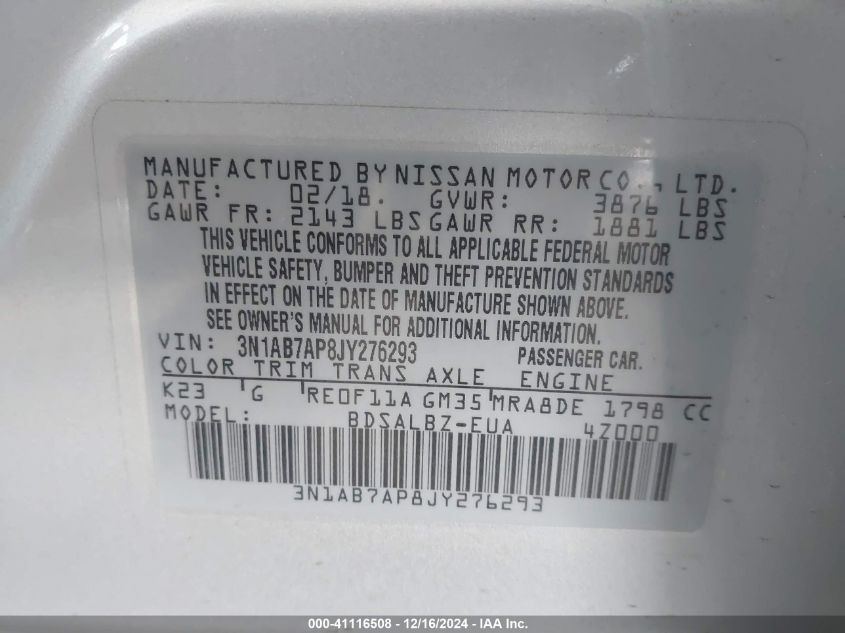 MANUFACTURED BY NISSAN MOTOR CO., LTD.
DATE: 02/18. GVWR: 3876 LBS
GAWR FR: 2143 LBS GAWR RR: 1881 LBS
THIS VEHICLE CONFORMS TO ALL APPLICABLE FEDERAL MOTOR
VEHICLE SAFETY, BUMPER AND THEFT PREVENTION STANDARDS
IN EFFECT ON THE DATE OF MANUFACTURE SHOWN ABOVE.
SEE OWNER'S MANUAL FOR ADDITIONAL INFORMATION.
VIN: 3N1AB7AP8JY276293 PASSENGER CAR.
COLOR TRIM TRANS AXLE ENGINE
K23 G RE0F11A GM35 MRA8DE 1798 CC
MODEL: BDSALBZ-EUA 4Z000
3N1AB7AP8JY276293
000-41116508 - 12/16/2024 - IAA Inc.